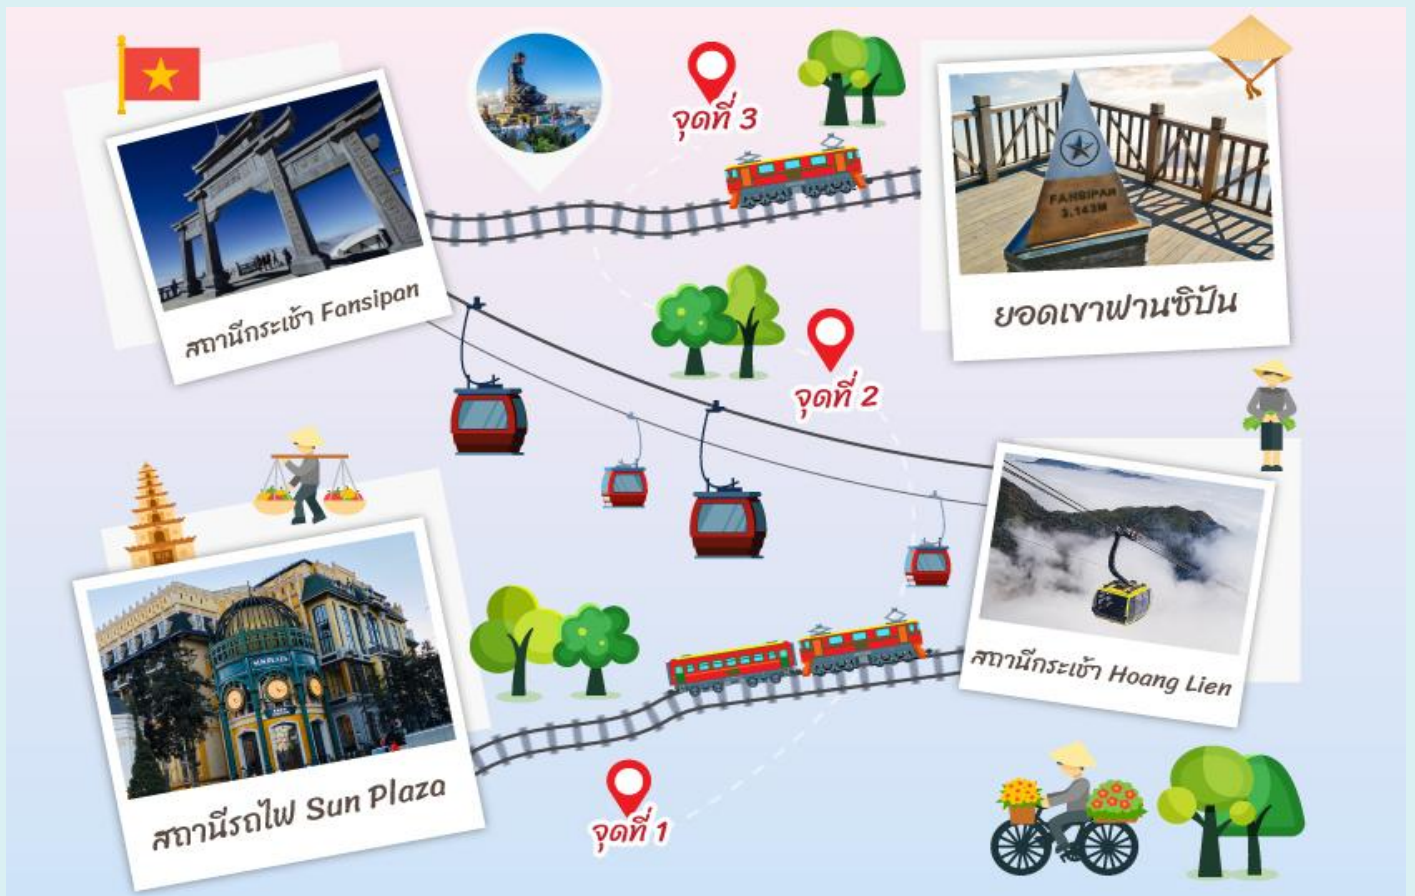 จุดที่ 3
FANSIPAN
3.143M
สถานีกระเช้า Fansipan
ยอดเขาฟานซิปัน
จุดที่ 2
สถานีกระเช้า Hoang Lien
สถานีรถไฟ Sun Plaza
จุดที่ 1